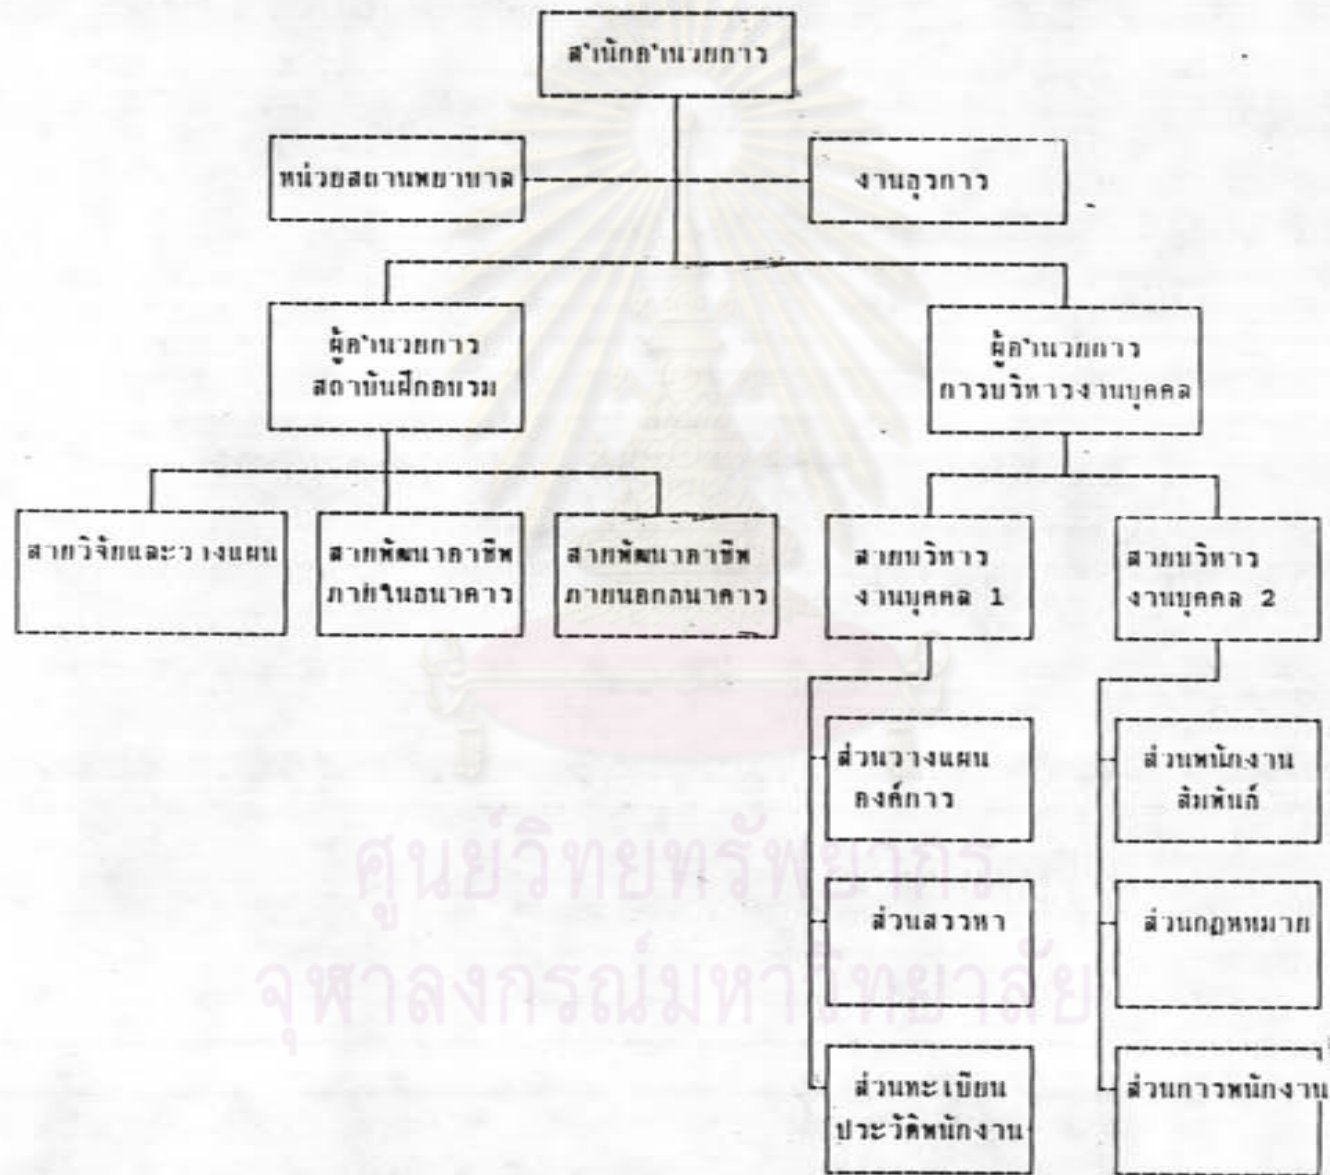 สำนักอำนวยการ
หน่วยสถานพยาบาล
งานธุรการ
ผู้อำนวยการ
สถาบันฝึกอบรม
ผู้อำนวยการ
การบริหารงานบุคคล
สายวิจัยและวางแผน
สายพัฒนาอาชีพ
ภายในธนาคาร
สายพัฒนาอาชีพ
ภายนอกธนาคาร
สายบริหาร
งานบุคคล 1
สายบริหาร
งานบุคคล 2
ส่วนวางแผน
องค์การ
ส่วนพนักงาน
สัมพันธ์
ส่วนสรรหา
ส่วนกฎหมาย
ส่วนทะเบียน
ประวัติพนักงาน
ส่วนการพนักงาน
ศูนย์วิทยทรัพยากร
จุฬาลงกรณ์มหาวิทยาลัย